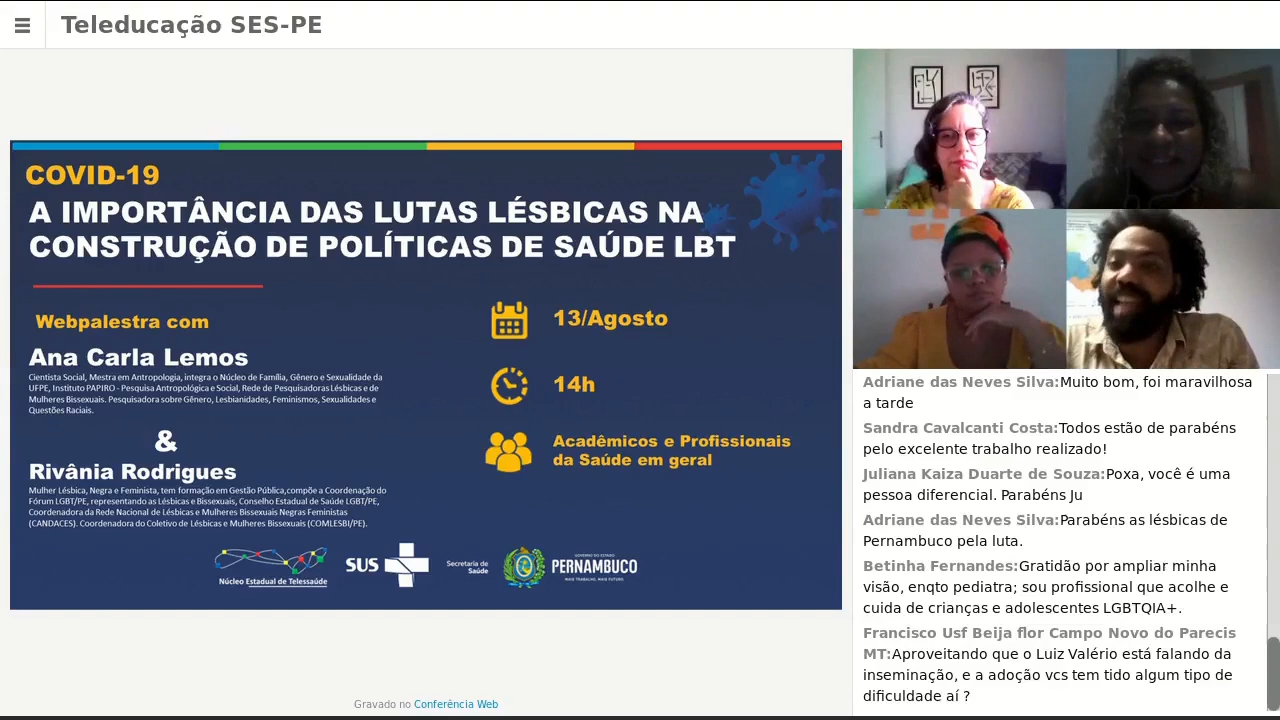 Teleducação SES-PE
COVID-19
A IMPORTÂNCIA DAS LUTAS LÉSBICAS NA
CONSTRUÇÃO DE POLÍTICAS DE SAÚDE LBT
Webpalestra com
Ana Carla Lemos
Cientista Social, Mestra em Antropologia, integra o Núcleo de Família, Gênero e Sexualidade da
UFPE, Instituto PAPIRO - Pesquisa Antropológica e Social, Rede de Pesquisadoras Lésbicas e de
Mulheres Bissexuais. Pesquisadora sobre Gênero, Lesbianidades, Feminismos, Sexualidades e
Questões Raciais.
&
Rivânia Rodrigues
Mulher Lésbica, Negra e Feminista, tem formação em Gestão Pública,compõe a Coordenação do
Fórum LGBT/PE, representando as Lésbicas e Bissexuais, Conselho Estadual de Saúde LGBT/PE,
Coordenadora da Rede Nacional de Lésbicas e Mulheres Bissexuais Negras Feministas
(CANDACES). Coordenadora do Coletivo de Lésbicas e Mulheres Bissexuais (COMLESBI/PE).
13/Agosto
14h
Acadêmicos e Profissionais
da Saúde em geral
Núcleo Estadual de Telessaúde
SUS
Secretaria de
Saúde
GOVERNO DO ESTADO
PERNAMBUCO
MAIS TRABALHO, MAIS FUTURO
Gravado no Conferência Web
Adriane das Neves Silva:Muito bom, foi maravilhosa
a tarde
Sandra Cavalcanti Costa:Todos estão de parabéns
pelo excelente trabalho realizado!
Juliana Kaiza Duarte de Souza:Poxa, você é uma
pessoa diferencial. Parabéns Ju
Adriane das Neves Silva:Parabéns as lésbicas de
Pernambuco pela luta.
Betinha Fernandes:Gratidão por ampliar minha
visão, enqto pediatra; sou profissional que acolhe e
cuida de crianças e adolescentes LGBTQIA+.
Francisco Usf Beija flor Campo Novo do Parecis
MT:Aproveitando que o Luiz Valério está falando da
inseminação, e a adoção vcs tem tido algum tipo de
dificuldade aí ?